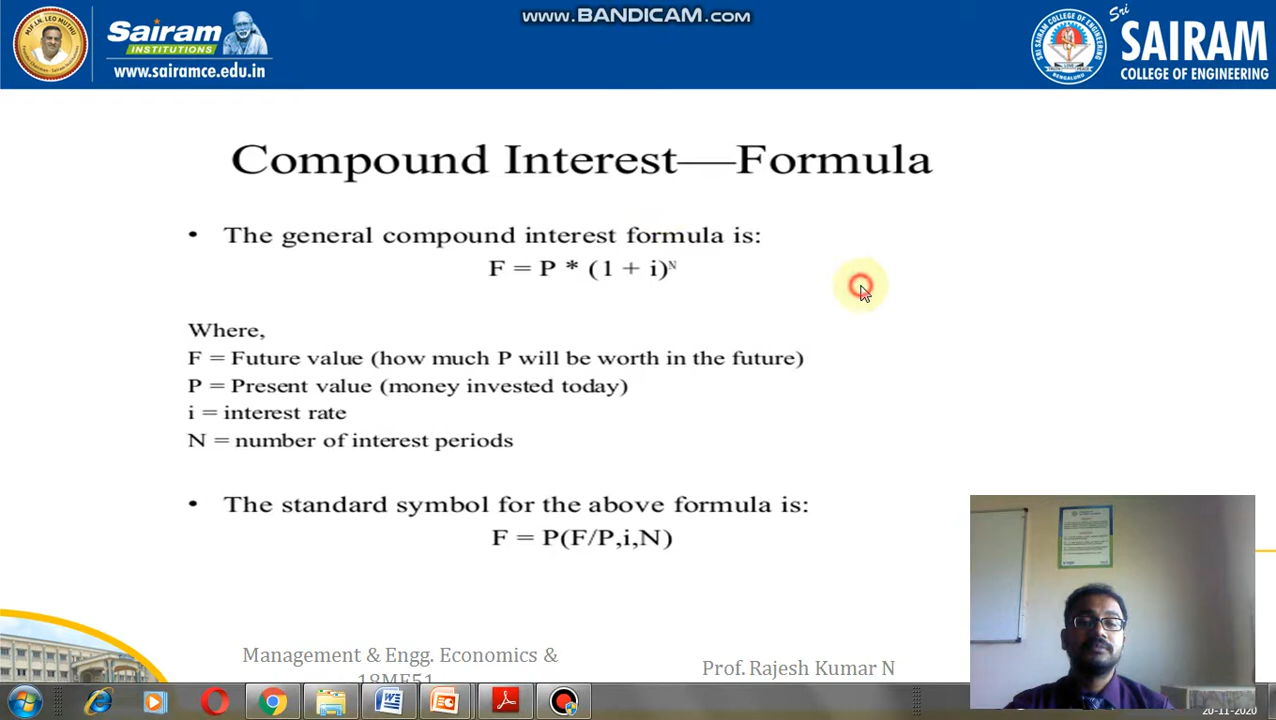 www.BANDICAM.com
Sri
Sairam
INSTITUTIONS
www.sairamce.edu.in
SAIRAM
COLLEGE OF ENGINEERING
Compound Interest—Formula
• The general compound interest formula is:
F = P * (1 + i)ᴺ
Where,
F = Future value (how much P will be worth in the future)
P = Present value (money invested today)
i = interest rate
N = number of interest periods
• The standard symbol for the above formula is:
F = P(F/P,i,N)
Management & Engg. Economics &
18ME51
Prof. Rajesh Kumar N
20-11-2020